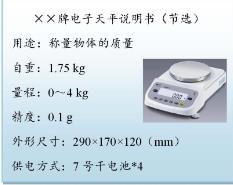 ××牌电子天平说明书（节选）
用途：称量物体的质量
自重：1.75 kg
量程：0～4 kg
精度：0.1 g
外形尺寸：290×170×120（mm）
供电方式：7 号干电池*4